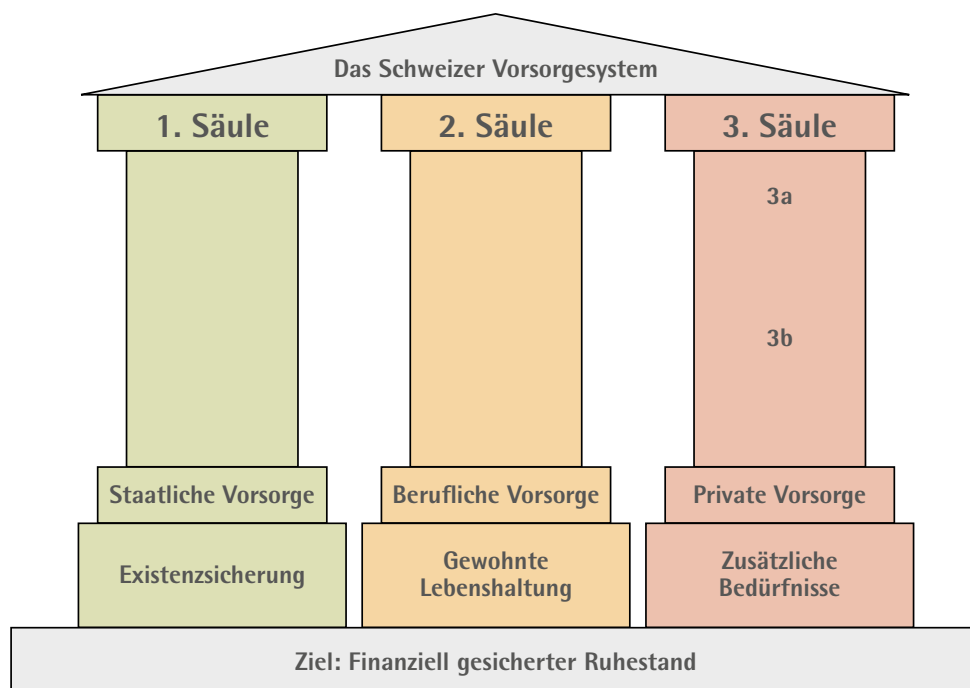 Das Schweizer Vorsorgesystem
1. Säule
2. Säule
3. Säule
3a
3b
Staatliche Vorsorge
Berufliche Vorsorge
Private Vorsorge
Existenzsicherung
Gewohnte
Lebenshaltung
Zusätzliche
Bedürfnisse
Ziel: Finanziell gesicherter Ruhestand